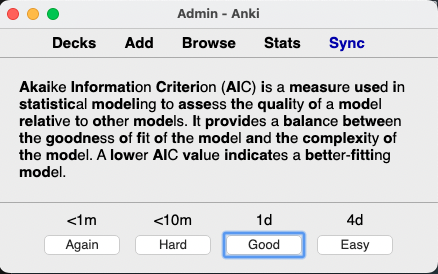 Admin - Anki
Decks Add Browse Stats Sync
Akaike Information Criterion (AIC) is a measure used in
statistical modeling to assess the quality of a model
relative to other models. It provides a balance between
the goodness of fit of the model and the complexity of
the model. A lower AIC value indicates a better-fitting
model.
<1m <10m 1d 4d
Again Hard Good Easy